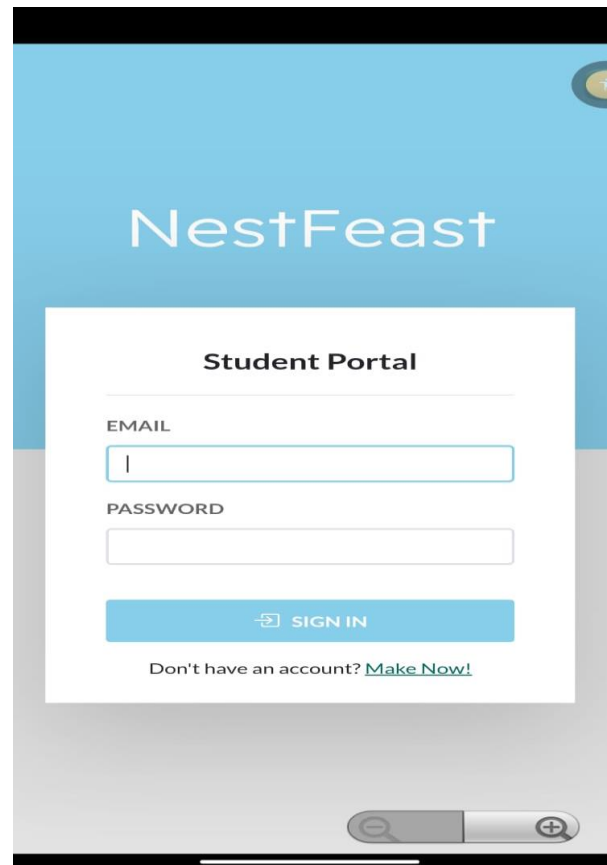 NestFeast
Student Portal
EMAIL
PASSWORD
SIGN IN
Don't have an account? Make Now!